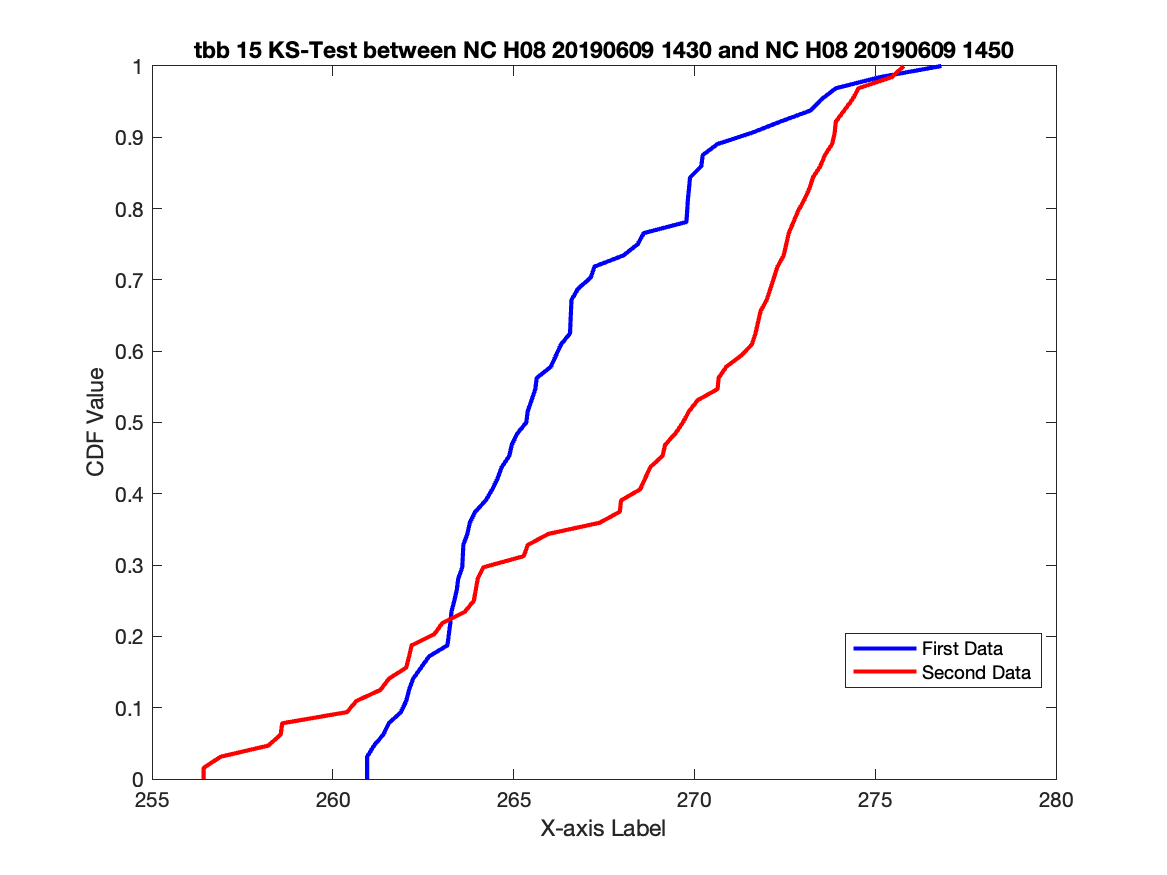 tbb 15 KS-Test between NC H08 20190609 1430 and NC H08 20190609 1450
1
0.9
0.8
0.7
0.6
0.5
0.4
0.3
0.2
0.1
0
CDF Value
First Data
Second Data
255 260 265 270 275 280
X-axis Label